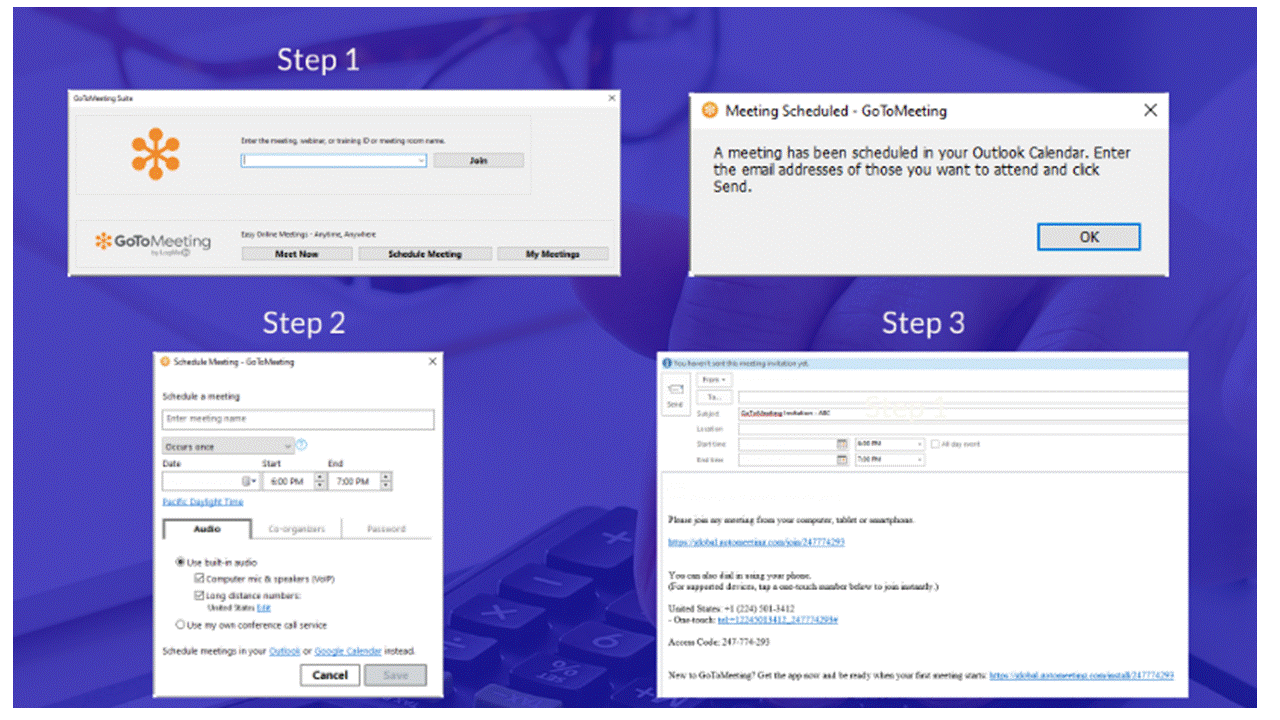 Step 1
GoToMeeting Suite
Enter the meeting, webinar, or training ID or meeting room name.
Join
GoToMeeting
by LogMeIn
Easy Online Meetings - Anytime, Anywhere
Meet Now
Schedule Meeting
My Meetings
Meeting Scheduled - GoToMeeting
A meeting has been scheduled in your Outlook Calendar. Enter
the email addresses of those you want to attend and click
Send.
OK
Step 2
Schedule Meeting - GoToMeeting
Schedule a meeting
Enter meeting name
Occurs once
?
Date Start End
6:00 PM 7:00 PM
Pacific Daylight Time
Audio Co-organizers Password
Use built-in audio
Computer mic & speakers (VoIP)
Long distance numbers:
United States Edit
Use my own conference call service
Schedule meetings in your Outlook or Google Calendar instead.
Cancel Save
Step 3
You haven't sent this meeting invitation yet.
Send
From
To...
Subject GoToMeeting Invitation - ABC
Step 1
Location
Start time 6:00 PM All day event
End time 7:00 PM
Please join my meeting from your computer, tablet or smartphone.
https://global.gotomeeting.com/join/247774293
You can also dial in using your phone.
(For supported devices, tap a one-touch number below to join instantly.)
United States: +1 (224) 501-3412
- One-touch: tel:+12245013412,,247774293#
Access Code: 247-774-293
New to GoToMeeting? Get the app now and be ready when your first meeting starts: https://global.gotomeeting.com/install/247774293